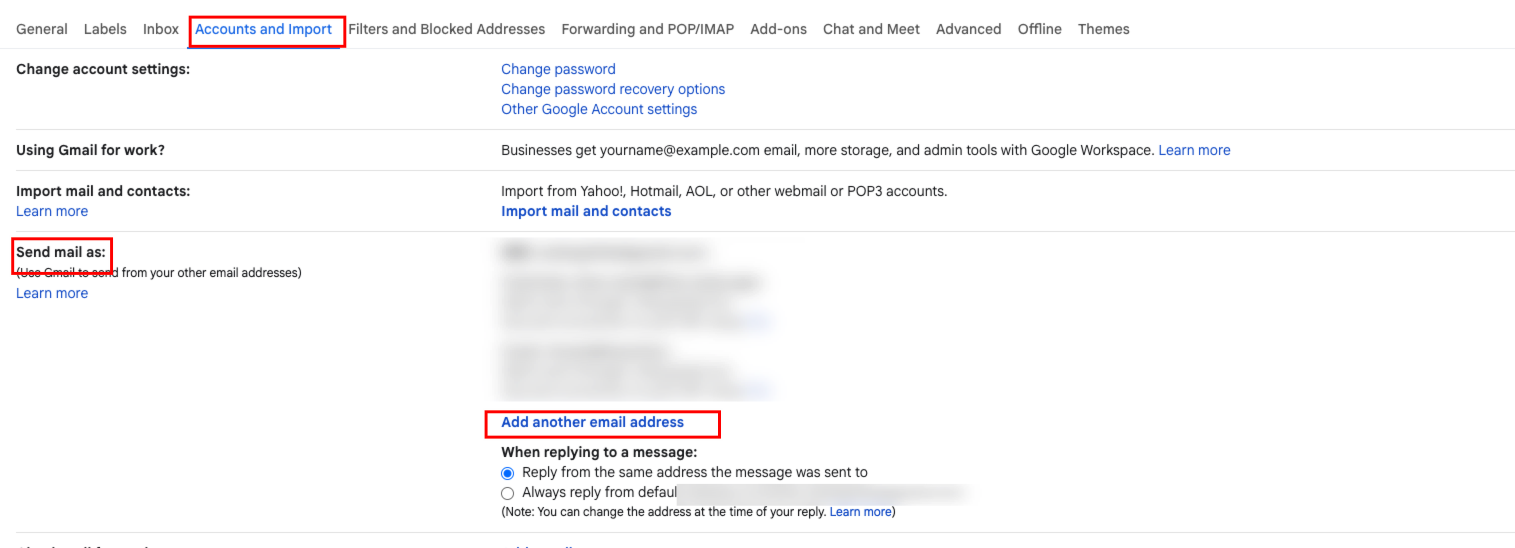 General Labels Inbox Accounts and Import Filters and Blocked Addresses Forwarding and POP/IMAP Add-ons Chat and Meet Advanced Offline Themes
Change account settings:
Change password
Change password recovery options
Other Google Account settings
Using Gmail for work?
Businesses get yourname@example.com email, more storage, and admin tools with Google Workspace. Learn more
Import mail and contacts:
Learn more
Import from Yahoo!, Hotmail, AOL, or other webmail or POP3 accounts.
Import mail and contacts
Send mail as:
(Use Gmail to send from your other email addresses)
Learn more
Add another email address
When replying to a message:
Reply from the same address the message was sent to
Always reply from defaul
(Note: You can change the address at the time of your reply. Learn more)